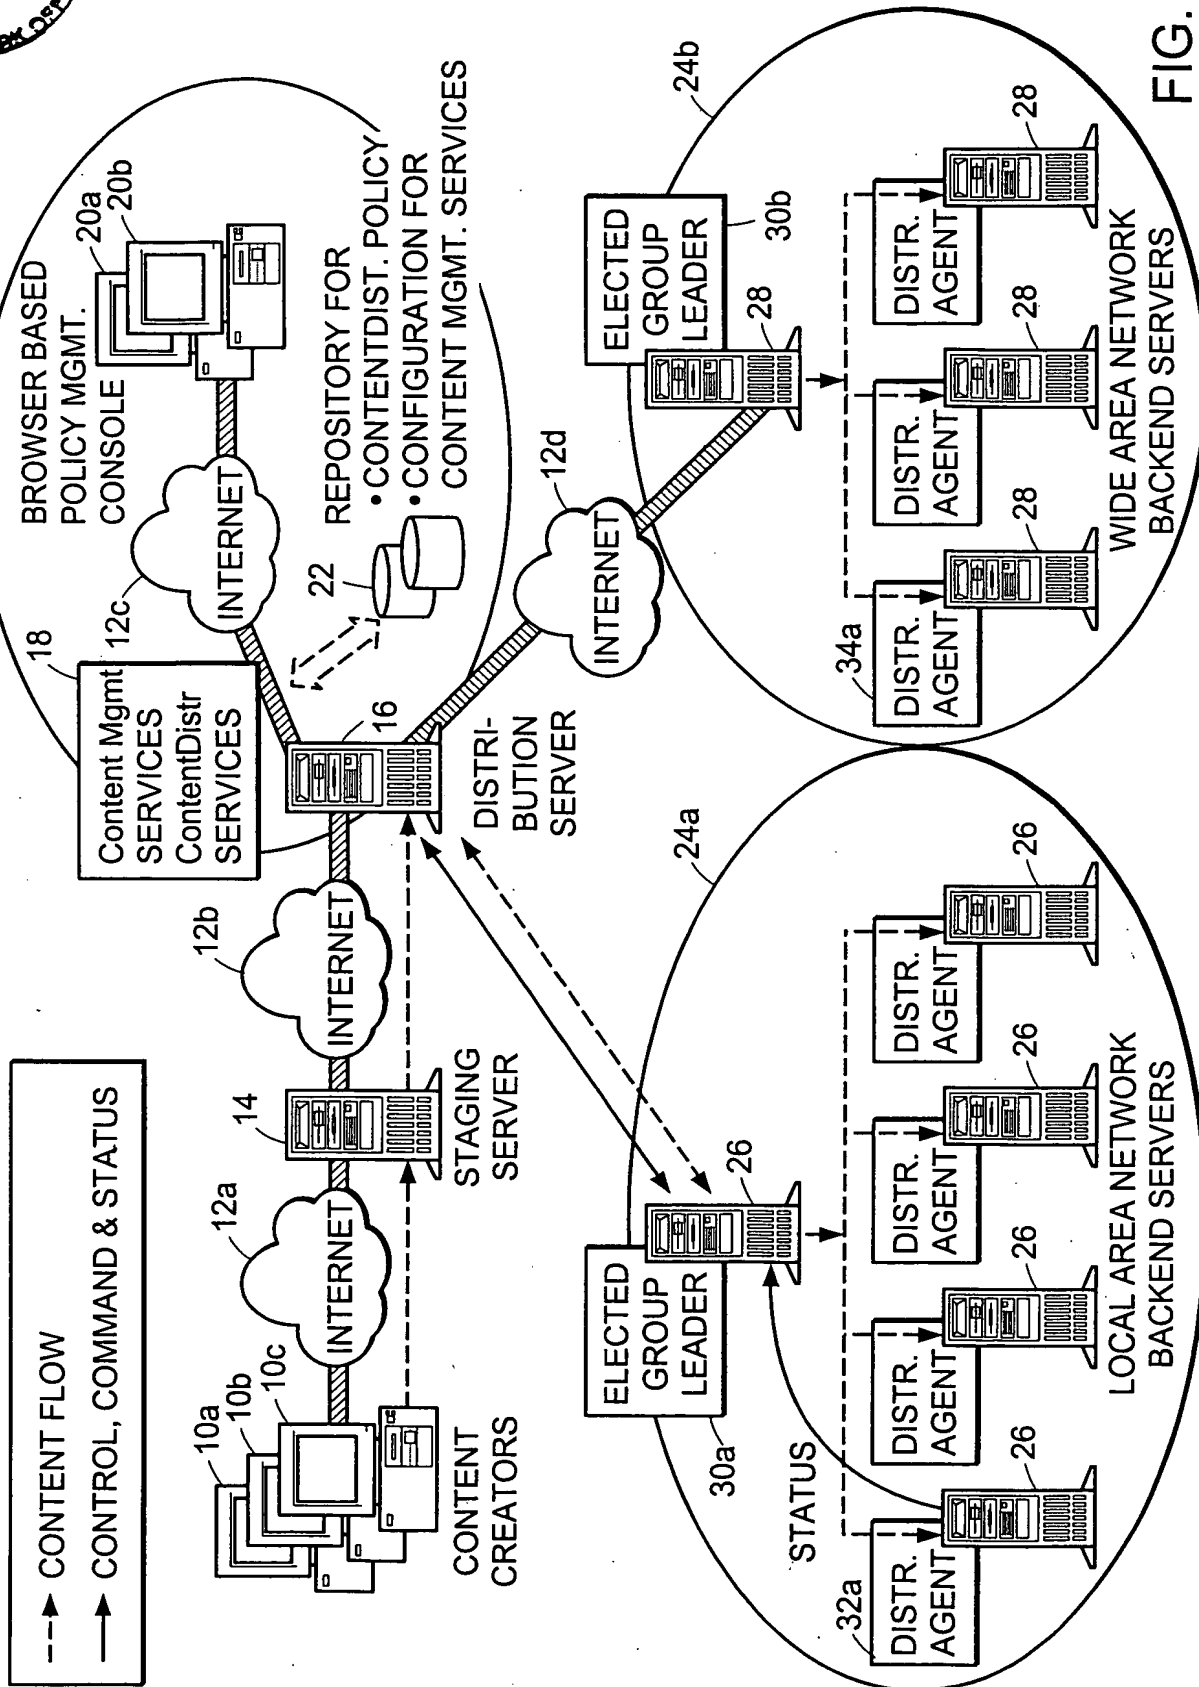 CONTENT FLOW
CONTROL, COMMAND & STATUS
10a
10b
10c
CONTENT
CREATORS
INTERNET
12a
14
STAGING
SERVER
INTERNET
12b
Content Mgmt
SERVICES
ContentDistr
SERVICES
18
16
DISTRI-
BUTION
SERVER
12c
INTERNET
BROWSER BASED
POLICY MGMT.
CONSOLE
20a
20b
22
REPOSITORY FOR
• CONTENTDIST. POLICY
• CONFIGURATION FOR
CONTENT MGMT. SERVICES
INTERNET
12d
24a
ELECTED
GROUP
LEADER
30a
26
STATUS
32a
DISTR.
AGENT
26
DISTR.
AGENT
26
DISTR.
AGENT
26
DISTR.
AGENT
26
LOCAL AREA NETWORK
BACKEND SERVERS
24b
ELECTED
GROUP
LEADER
30b
28
34a
DISTR.
AGENT
28
DISTR.
AGENT
28
DISTR.
AGENT
28
WIDE AREA NETWORK
BACKEND SERVERS
FIG.